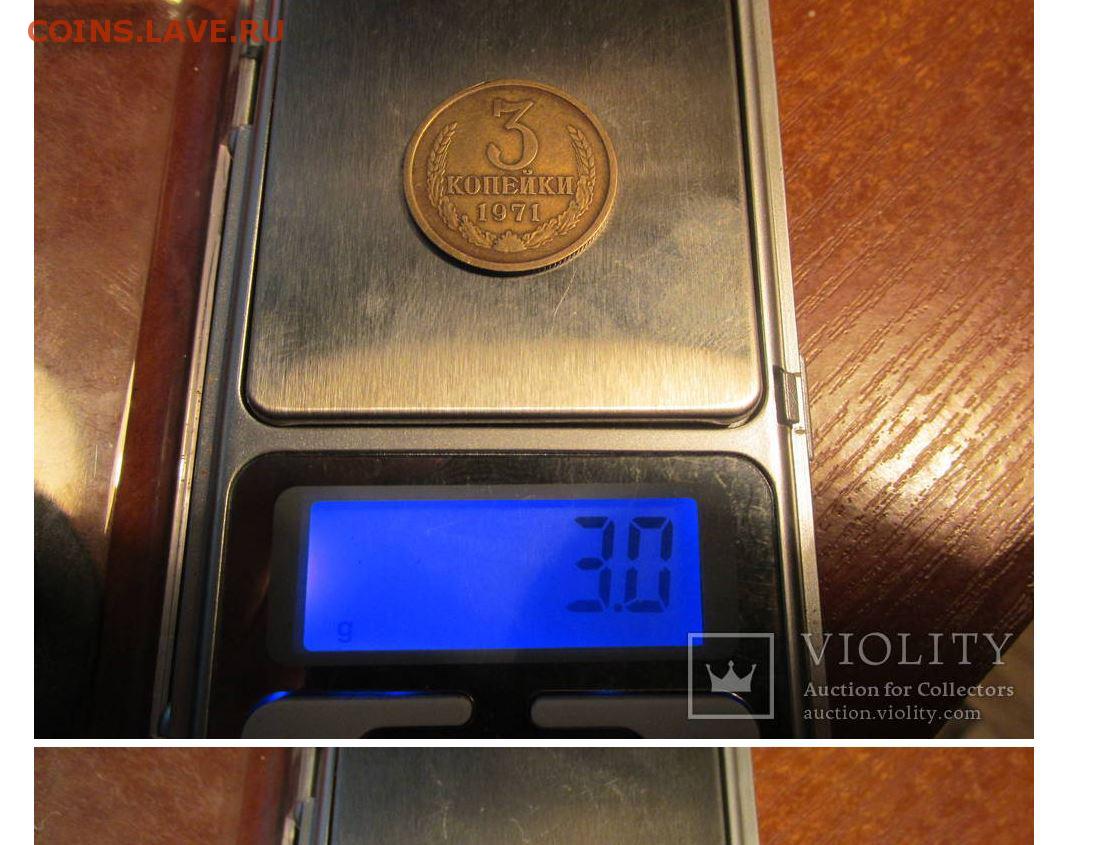 COINS.LAVE.RU
3
КОПЕЙКИ
1971
3.0
g
VIOLITY
Auction for Collectors
auction.violity.com